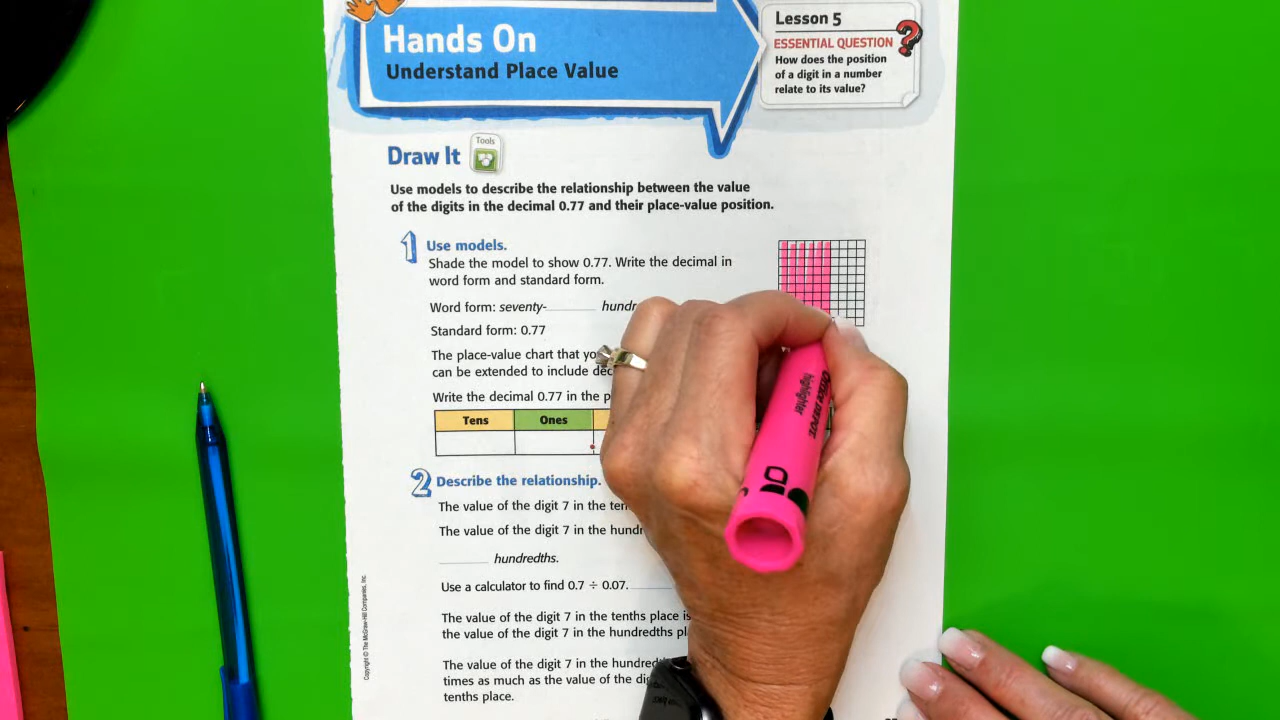 Hands On
Understand Place Value
Lesson 5
ESSENTIAL QUESTION
?
How does the position
of a digit in a number
relate to its value?
Draw It
Tools
Use models to describe the relationship between the value
of the digits in the decimal 0.77 and their place-value position.
1
Use models.
Shade the model to show 0.77. Write the decimal in
word form and standard form.
Word form: seventy-
Standard form: 0.77
The place-value chart that
can be extended to include
Write the decimal 0.77 in the
Tens Ones
2
Describe the relationship.
The value of the digit 7 in the
The value of the digit 7 in the
hundredths.
Use a calculator to find 0.7 ÷ 0.07.
The value of the digit 7 in the tenths place is
the value of the digit 7 in the hundredths
The value of the digit 7 in the
times as much as the value of the
tenths place.
Copyright © The McGraw-Hill Companies, Inc.
OFFICE DEPOT
highlighter